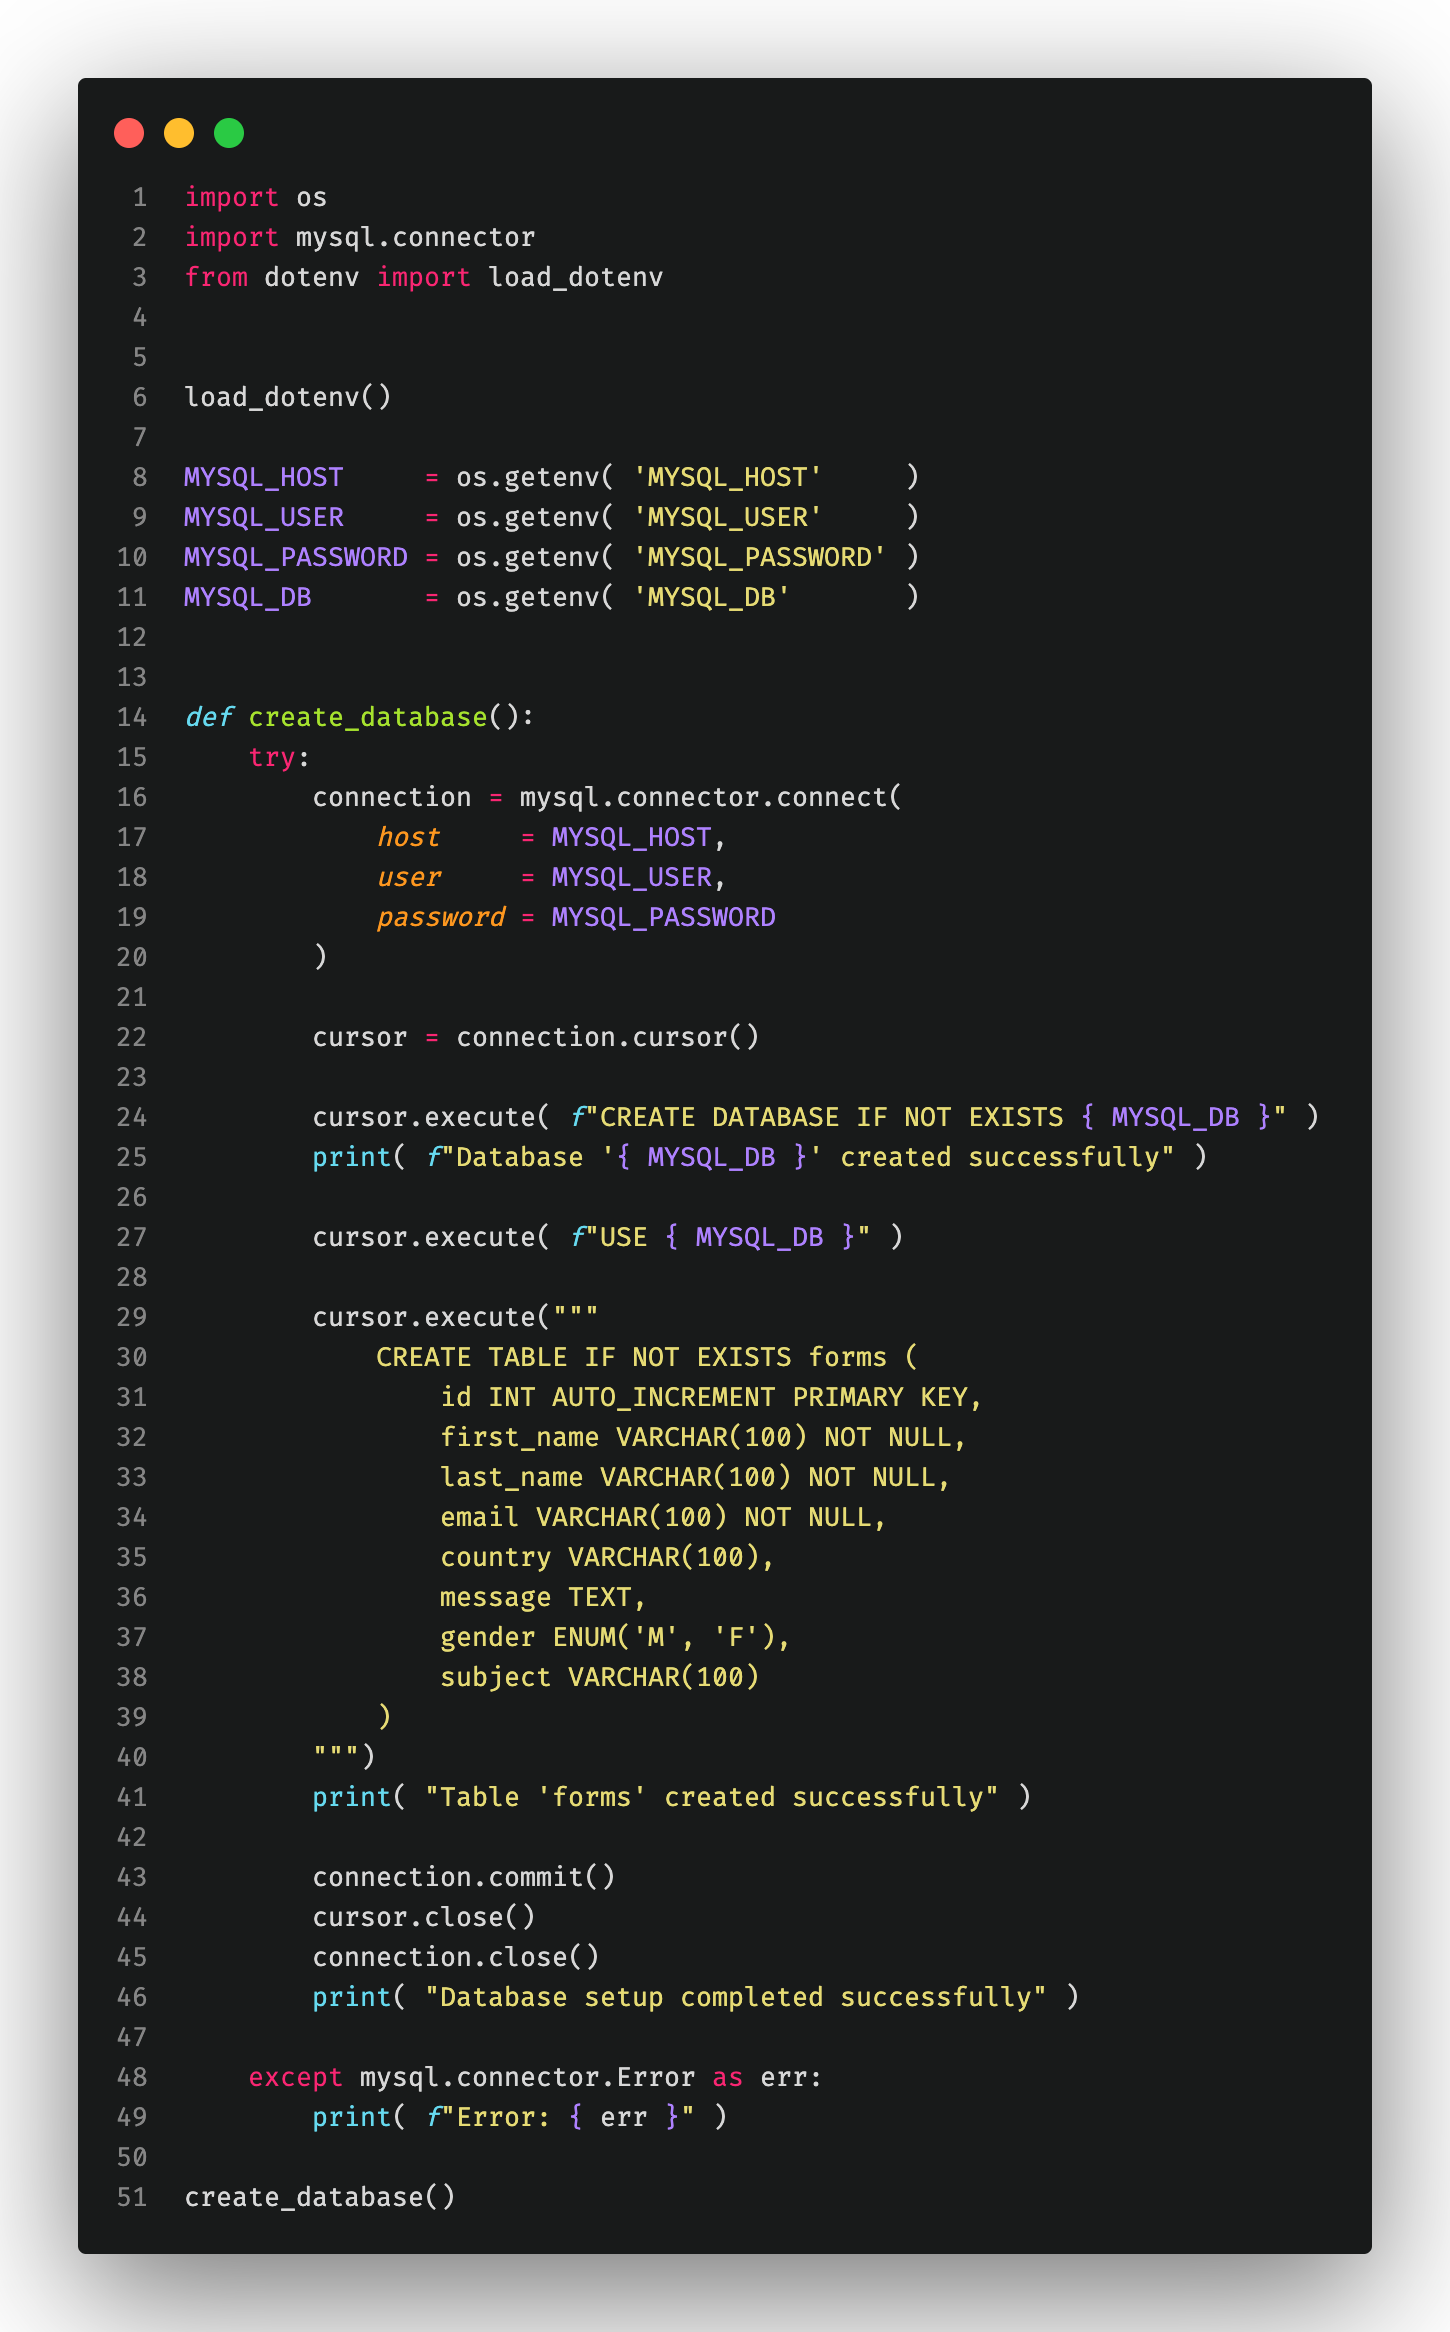 1 import os
2 import mysql.connector
3 from dotenv import load_dotenv
4
5
6 load_dotenv()
7
8 MYSQL_HOST     = os.getenv( 'MYSQL_HOST'     )
9 MYSQL_USER     = os.getenv( 'MYSQL_USER'     )
10 MYSQL_PASSWORD = os.getenv( 'MYSQL_PASSWORD' )
11 MYSQL_DB       = os.getenv( 'MYSQL_DB'       )
12
13
14 def create_database():
15     try:
16         connection = mysql.connector.connect(
17             host     = MYSQL_HOST,
18             user     = MYSQL_USER,
19             password = MYSQL_PASSWORD
20         )
21
22         cursor = connection.cursor()
23
24         cursor.execute( f"CREATE DATABASE IF NOT EXISTS { MYSQL_DB }" )
25         print( f"Database '{ MYSQL_DB }' created successfully" )
26
27         cursor.execute( f"USE { MYSQL_DB }" )
28
29         cursor.execute("""
30             CREATE TABLE IF NOT EXISTS forms (
31                 id INT AUTO_INCREMENT PRIMARY KEY,
32                 first_name VARCHAR(100) NOT NULL,
33                 last_name VARCHAR(100) NOT NULL,
34                 email VARCHAR(100) NOT NULL,
35                 country VARCHAR(100),
36                 message TEXT,
37                 gender ENUM('M', 'F'),
38                 subject VARCHAR(100)
39             )
40         """)
41         print( "Table 'forms' created successfully" )
42
43         connection.commit()
44         cursor.close()
45         connection.close()
46         print( "Database setup completed successfully" )
47
48     except mysql.connector.Error as err:
49         print( f"Error: { err }" )
50
51 create_database()